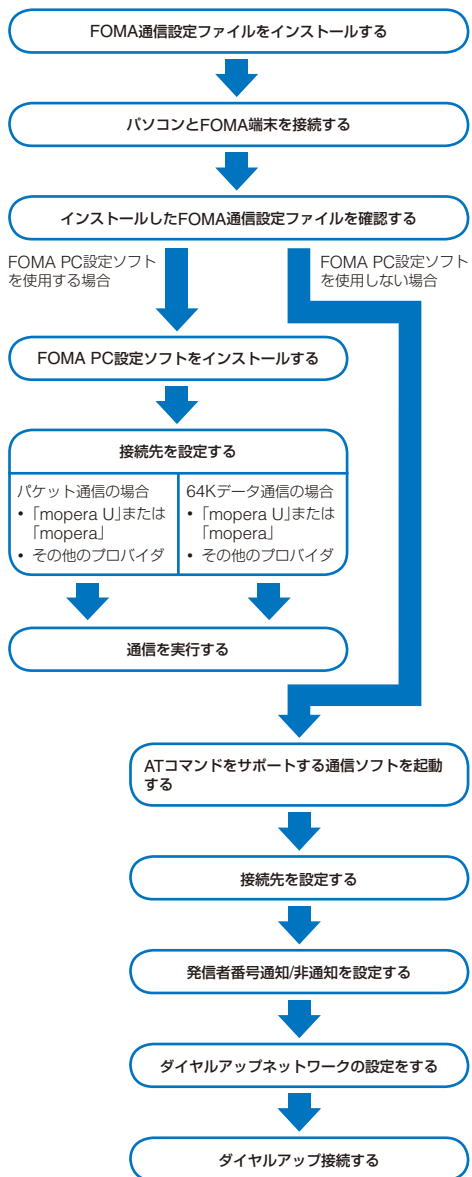 FOMA通信設定ファイルをインストールする
パソコンとFOMA端末を接続する
インストールしたFOMA通信設定ファイルを確認する
FOMA PC設定ソフト
を使用する場合
FOMA PC設定ソフト
を使用しない場合
FOMA PC設定ソフトをインストールする
接続先を設定する
パケット通信の場合
• 「mopera U」または
「mopera」
• その他のプロバイダ
64Kデータ通信の場合
• 「mopera U」または
「mopera」
• その他のプロバイダ
通信を実行する
ATコマンドをサポートする通信ソフトを起動
する
接続先を設定する
発信者番号通知/非通知を設定する
ダイヤルアップネットワークの設定をする
ダイヤルアップ接続する